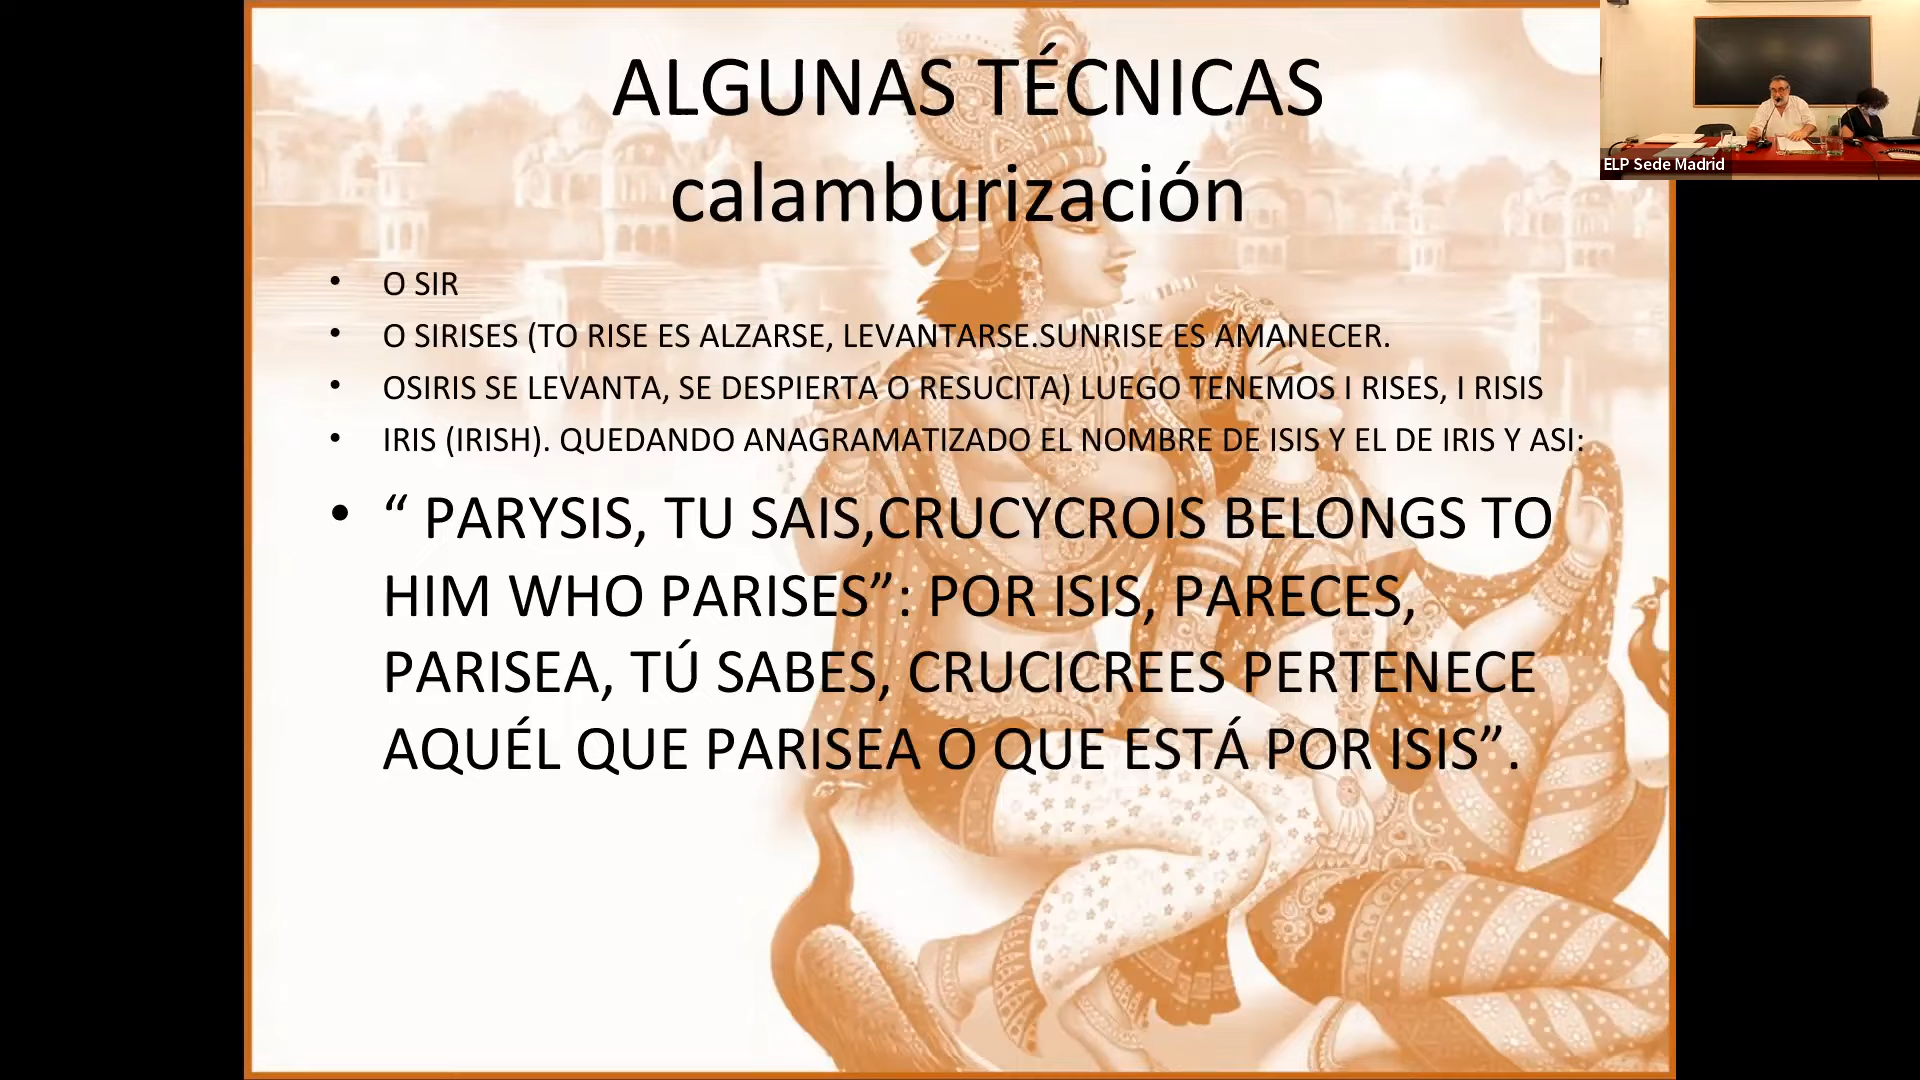 ALGUNAS TÉCNICAS
calamburización
• O SIR
• O SIRISES (TO RISE ES ALZARSE, LEVANTARSE.SUNRISE ES AMANECER.
• OSIRIS SE LEVANTA, SE DESPIERTA O RESUCITA) LUEGO TENEMOS I RISES, I RISIS
• IRIS (IRISH). QUEDANDO ANAGRAMATIZADO EL NOMBRE DE ISIS Y EL DE IRIS Y ASI:
• “ PARYSIS, TU SAIS,CRUCYCROIS BELONGS TO
HIM WHO PARISES”: POR ISIS, PARECES,
PARISEA, TÚ SABES, CRUCICREES PERTENECE
AQUÉL QUE PARISEA O QUE ESTÁ POR ISIS”.
ELP Sede Madrid